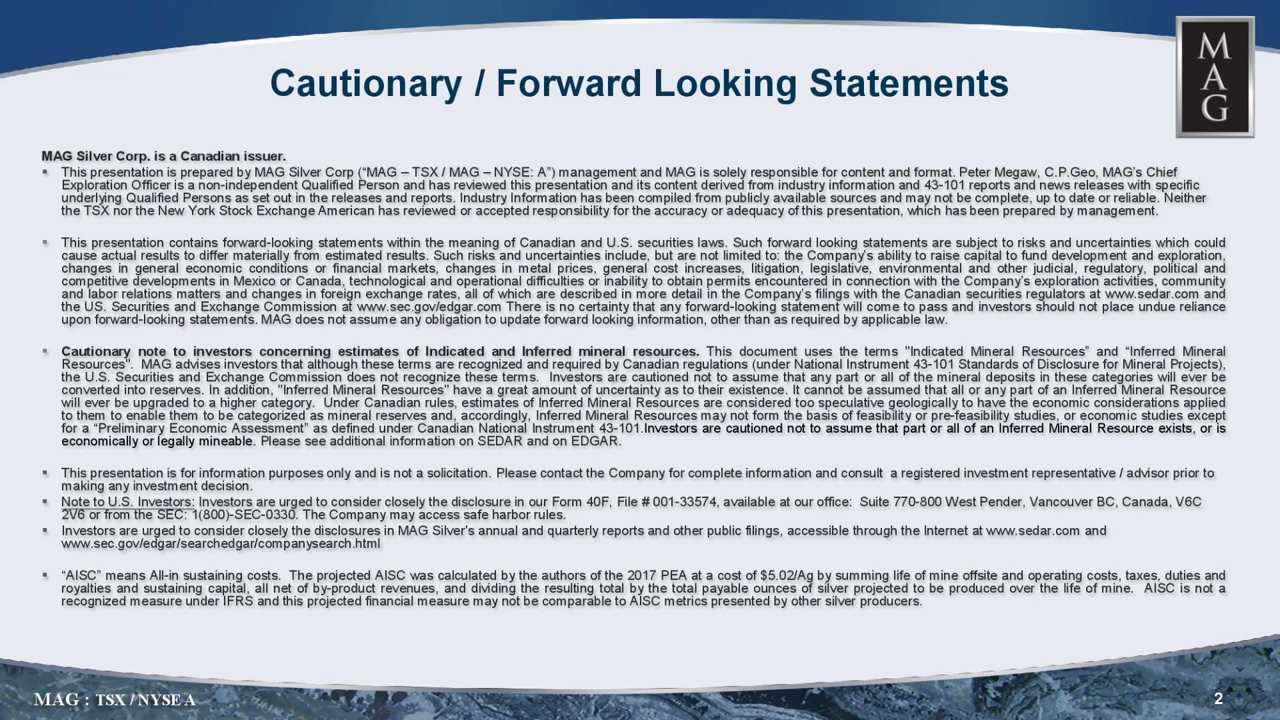 Cautionary / Forward Looking Statements
M
A
G
MAG Silver Corp. is a Canadian issuer.
▪ This presentation is prepared by MAG Silver Corp (“MAG – TSX / MAG – NYSE: A”) management and MAG is solely responsible for content and format. Peter Megaw, C.P.Geo, MAG’s Chief
Exploration Officer is a non-independent Qualified Person and has reviewed this presentation and its content derived from industry information and 43-101 reports and news releases with specific
underlying Qualified Persons as set out in the releases and reports. Industry Information has been compiled from publicly available sources and may not be complete, up to date or reliable. Neither
the TSX nor the New York Stock Exchange American has reviewed or accepted responsibility for the accuracy or adequacy of this presentation, which has been prepared by management.
▪ This presentation contains forward-looking statements within the meaning of Canadian and U.S. securities laws. Such forward looking statements are subject to risks and uncertainties which could
cause actual results to differ materially from estimated results. Such risks and uncertainties include, but are not limited to: the Company’s ability to raise capital to fund development and exploration,
changes in general economic conditions or financial markets, changes in metal prices, general cost increases, litigation, legislative, environmental and other judicial, regulatory, political and
competitive developments in Mexico or Canada, technological and operational difficulties or inability to obtain permits encountered in connection with the Company’s exploration activities, community
and labor relations matters and changes in foreign exchange rates, all of which are described in more detail in the Company’s filings with the Canadian securities regulators at www.sedar.com and
the US. Securities and Exchange Commission at www.sec.gov/edgar.com There is no certainty that any forward-looking statement will come to pass and investors should not place undue reliance
upon forward-looking statements. MAG does not assume any obligation to update forward looking information, other than as required by applicable law.
▪ Cautionary note to investors concerning estimates of Indicated and Inferred mineral resources. This document uses the terms "Indicated Mineral Resources” and “Inferred Mineral
Resources". MAG advises investors that although these terms are recognized and required by Canadian regulations (under National Instrument 43-101 Standards of Disclosure for Mineral Projects),
the U.S. Securities and Exchange Commission does not recognize these terms. Investors are cautioned not to assume that any part or all of the mineral deposits in these categories will ever be
converted into reserves. In addition, "Inferred Mineral Resources" have a great amount of uncertainty as to their existence. It cannot be assumed that all or any part of an Inferred Mineral Resource
will ever be upgraded to a higher category. Under Canadian rules, estimates of Inferred Mineral Resources are considered to speculative geologically to have the economic considerations applied
to them to enable them to be categorized as mineral reserves and, accordingly, Inferred Mineral Resources may not form the basis of feasibility or pre-feasibility studies, or economic studies except
for a “Preliminary Economic Assessment” as defined under Canadian National Instrument 43-101.Investors are cautioned not to assume that part or all of an Inferred Mineral Resource exists, or is
economically or legally mineable. Please see additional information on SEDAR and on EDGAR.
▪ This presentation is for information purposes only and is not a solicitation. Please contact the Company for complete information and consult a registered investment representative / advisor prior to
making any investment decision.
▪ Note to U.S. Investors: Investors are urged to consider closely the disclosure in our Form 40F, File # 001-33574, available at our office: Suite 770-800 West Pender, Vancouver BC, Canada, V6C
2V6 or from the SEC: 1(800)-SEC-0330. The Company may access safe harbor rules.
▪ Investors are urged to consider closely the disclosures in MAG Silver's annual and quarterly reports and other public filings, accessible through the Internet at www.sedar.com and
www.sec.gov/edgar/searchedgar/companysearch.html
▪ “AISC” means All-in sustaining costs. The projected AISC was calculated by the authors of the 2017 PEA at a cost of $5.02/Ag by summing life of mine offsite and operating costs, taxes, duties and
royalties and sustaining capital, all net of by-product revenues, and dividing the resulting total by the total payable ounces of silver projected to be produced over the life of mine. AISC is not a
recognized measure under IFRS and this projected financial measure may not be comparable to AISC metrics presented by other silver producers.
MAG : TSX / NYSE A
2